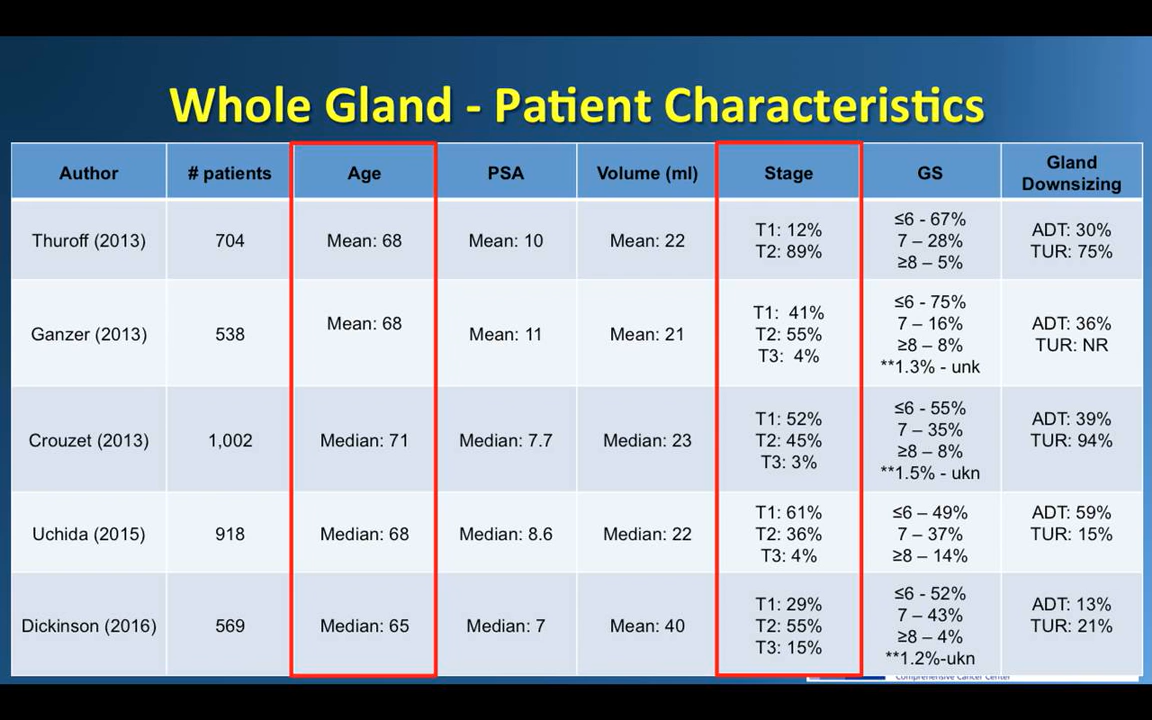 Whole Gland - Patient Characteristics
Author # patients Age PSA Volume (ml) Stage GS Gland Downsizing
Thuroff (2013) 704 Mean: 68 Mean: 10 Mean: 22
T1: 12%
T2: 89%
≤6 - 67%
7 – 28%
≥8 – 5%
ADT: 30%
TUR: 75%
Ganzer (2013) 538 Mean: 68 Mean: 11 Mean: 21
T1: 41%
T2: 55%
T3: 4%
≤6 - 75%
7 – 16%
≥8 – 8%
**1.3% - unk
ADT: 36%
TUR: NR
Crouzet (2013) 1,002 Median: 71 Median: 7.7 Median: 23
T1: 52%
T2: 45%
T3: 3%
≤6 - 55%
7 – 35%
≥8 – 8%
**1.5% - ukn
ADT: 39%
TUR: 94%
Uchida (2015) 918 Median: 68 Median: 8.6 Median: 22
T1: 61%
T2: 36%
T3: 4%
≤6 – 49%
7 – 37%
≥8 – 14%
ADT: 59%
TUR: 15%
Dickinson (2016) 569 Median: 65 Median: 7 Mean: 40
T1: 29%
T2: 55%
T3: 15%
≤6 - 52%
7 – 43%
≥8 – 4%
**1.2%-ukn
ADT: 13%
TUR: 21%
Comprehensive Cancer Center